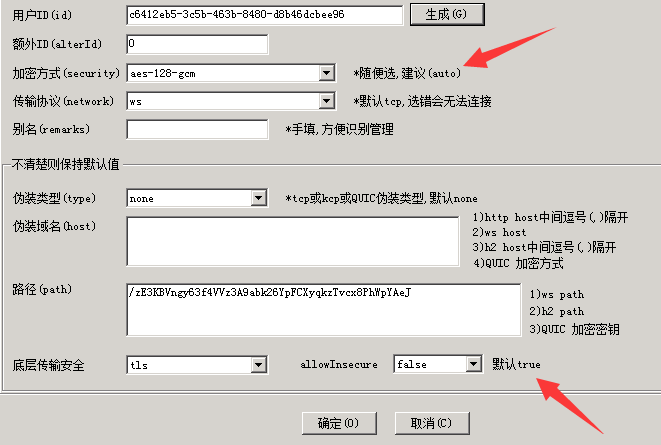 用户ID(id) c6412eb5-3c5b-463b-8480-d8b46dcbee96 生成(G)
额外ID(alterId) 0
加密方式(security) aes-128-gcm *随便选,建议(auto)
传输协议(network) ws *默认tcp,选错会无法连接
别名(remarks) *手填,方便识别管理
不清楚则保持默认值
伪装类型(type) none *tcp或kcp或QUIC伪装类型,默认none
伪装域名(host) 1)http host中间逗号(,)隔开
2)ws host
3)h2 host中间逗号(,)隔开
4)QUIC 加密方式
路径(path) /zE3KBVngy63f4VVz3A9abk26YpFCXyqkzTvcx8PhWpYAeJ 1)ws path
2)h2 path
3)QUIC 加密密钥
底层传输安全 tls allowInsecure false 默认true
确定(O) 取消(C)